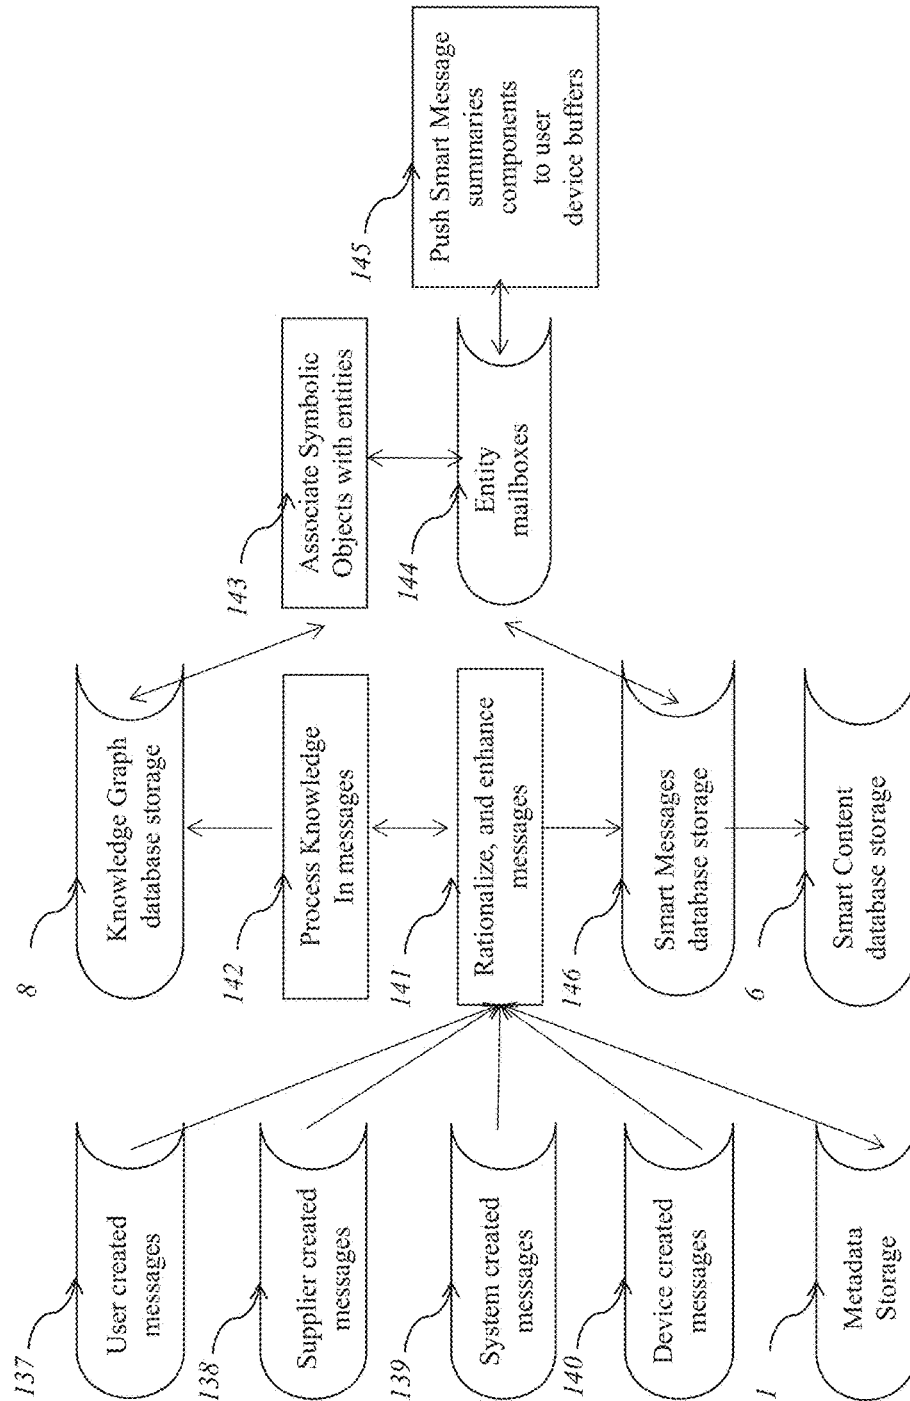 137
User created
messages
138
Supplier created
messages
139
System created
messages
140
Device created
messages
1
Metadata
Storage
8
Knowledge Graph
database storage
142
Process Knowledge
In messages
141
Rationalize, and enhance
messages
146
Smart Messages
database storage
6
Smart Content
database storage
143
Associate Symbolic
Objects with entities
144
Entity
mailboxes
145
Push Smart Message
summaries
components
to user
device buffers